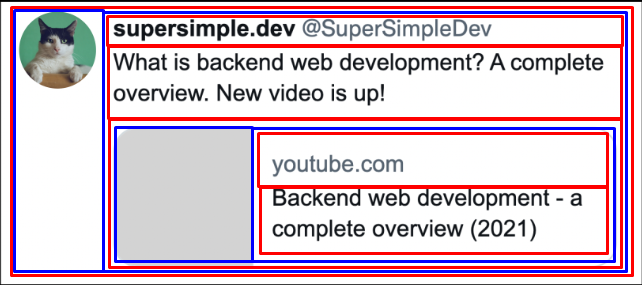 supersimple.dev @SuperSimpleDev
What is backend web development? A complete
overview. New video is up!
youtube.com
Backend web development - a
complete overview (2021)